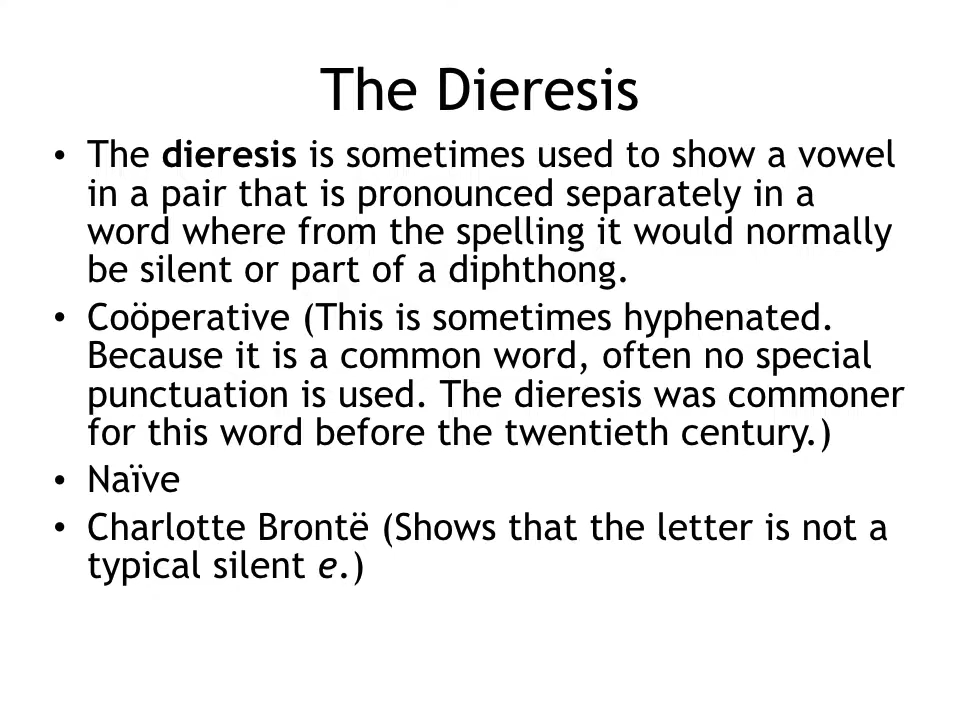 The Dieresis
• The dieresis is sometimes used to show a vowel
in a pair that is pronounced separately in a
word where from the spelling it would normally
be silent or part of a diphthong.
• Coöperative (This is sometimes hyphenated.
Because it is a common word, often no special
punctuation is used. The dieresis was commoner
for this word before the twentieth century.)
• Naïve
• Charlotte Brontë (Shows that the letter is not a
typical silent e.)